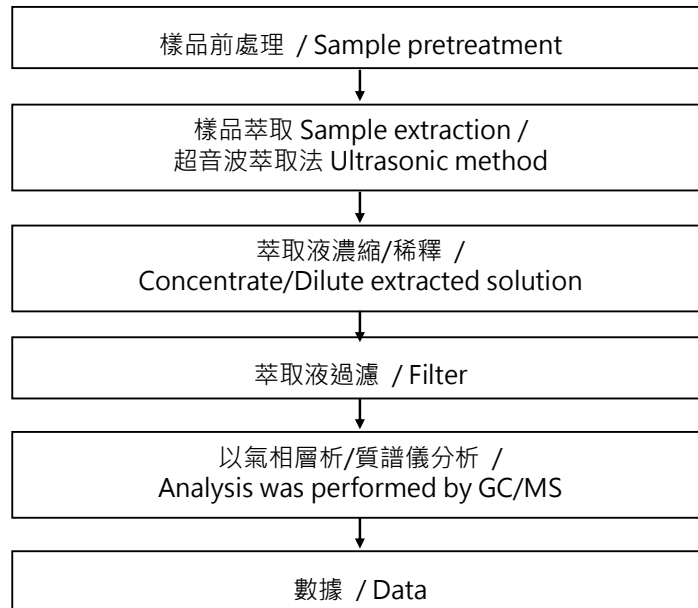 樣品前處理 / Sample pretreatment
樣品萃取 Sample extraction /
超音波萃取法 Ultrasonic method
萃取液濃縮/稀釋 /
Concentrate/Dilute extracted solution
萃取液過濾 / Filter
以氣相層析/質譜儀分析 /
Analysis was performed by GC/MS
數據 / Data